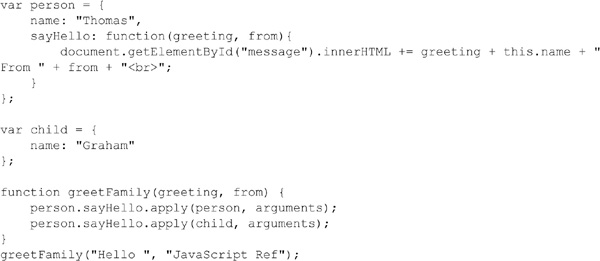 var person = {
    name: "Thomas",
    sayHello: function(greeting, from){
        document.getElementById("message").innerHTML += greeting + this.name + "
From " + from + "<br>";
    }
};

var child = {
    name: "Graham"
};

function greetFamily(greeting, from) {
    person.sayHello.apply(person, arguments);
    person.sayHello.apply(child, arguments);
}
greetFamily("Hello ", "JavaScript Ref");